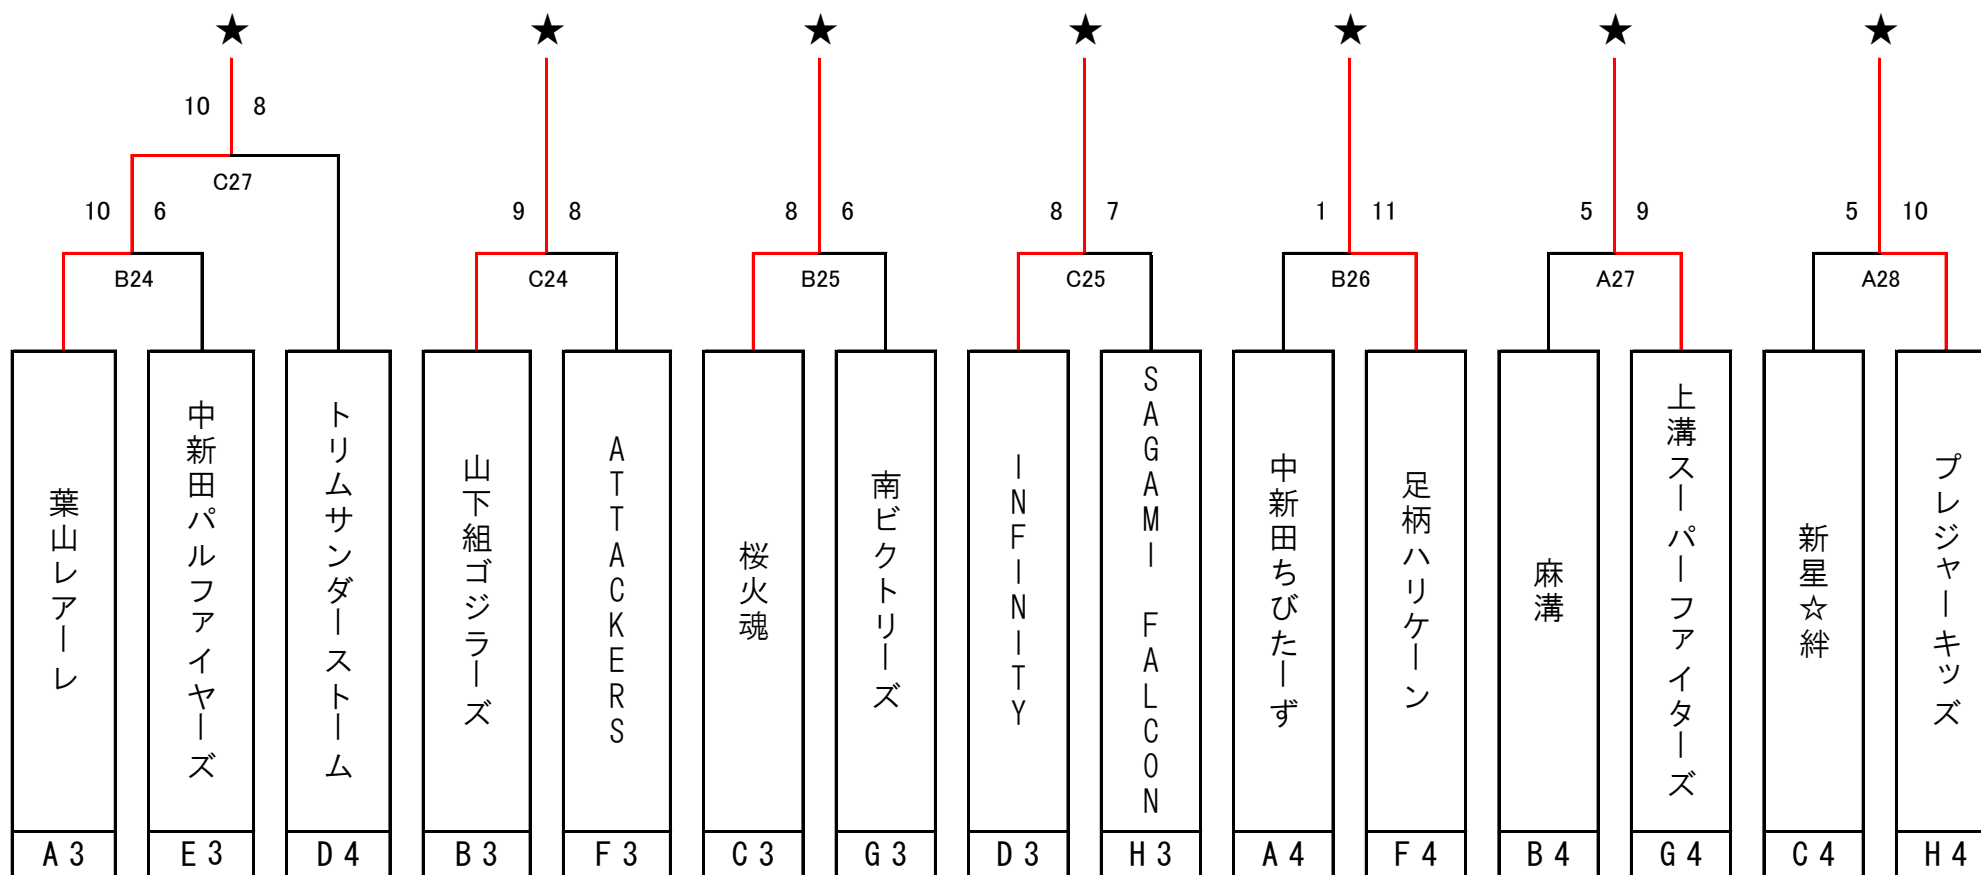 ★ ★ ★ ★ ★ ★ ★
10 8
C27
10 6 9 8 8 6 8 7 1 11 5 9 5 10
B24 C24 B25 C25 B26 A27 A28
葉山レアーレ
中新田パルファイヤーズ
トリムサンダーストーム
山下組ゴジラーズ
ATTACKERS
桜火魂
南ビクトリーズ
INFINITY
SAGAMI FALCON
中新田ちびたーず
足柄ハリケーン
麻溝
上溝スーパーファイターズ
新星☆絆
プレジャーキッズ
A3 E3 D4 B3 F3 C3 G3 D3 H3 A4 F4 B4 G4 C4 H4